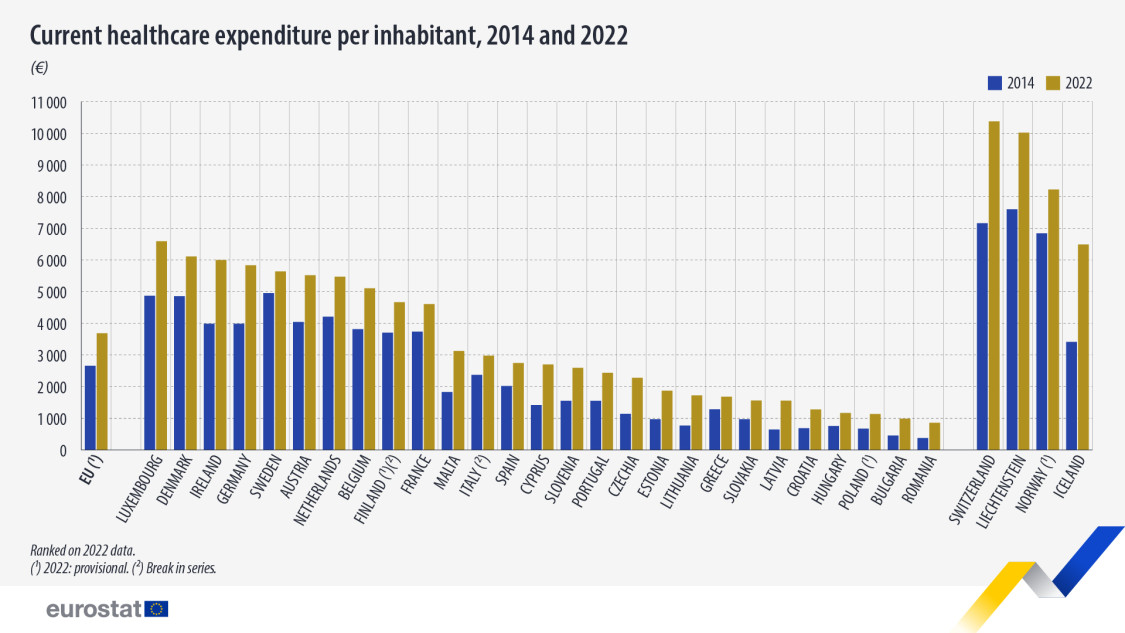 Current healthcare expenditure per inhabitant, 2014 and 2022
(€)
2014 2022
11 000
10 000
9 000
8 000
7 000
6 000
5 000
4 000
3 000
2 000
1 000
0
EU (¹)
LUXEMBOURG
DENMARK
IRELAND
GERMANY
SWEDEN
AUSTRIA
NETHERLANDS
BELGIUM
FINLAND (¹)(²)
FRANCE
MALTA
ITALY (²)
SPAIN
CYPRUS
SLOVENIA
PORTUGAL
CZECHIA
ESTONIA
LITHUANIA
GREECE
SLOVAKIA
LATVIA
CROATIA
HUNGARY
POLAND (¹)
BULGARIA
ROMANIA
SWITZERLAND
LIECHTENSTEIN
NORWAY (¹)
ICELAND
Ranked on 2022 data.
(¹) 2022: provisional. (²) Break in series.
eurostat